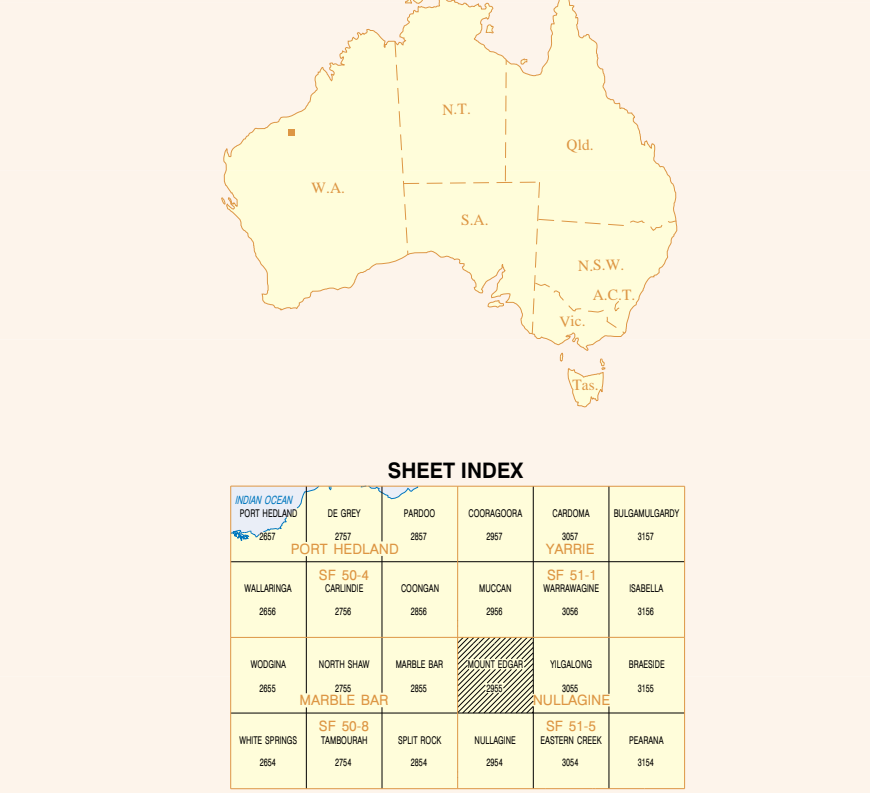 N.T.
Qld.
W.A.
S.A.
N.S.W.
A.C.T.
Vic.
Tas.
SHEET INDEX
INDIAN OCEAN
PORT HEDLAND DE GREY PARDOO COORAGOORA CARDOMA BULGAMULGARDY
2657 2757 2857 2957 3057 3157
PORT HEDLAND YARRIE
SF 50-4 SF 51-1
WALLARINGA CARLINDIE COONGAN MUCCAN WARRAWAGINE ISABELLA
2656 2756 2856 2956 3056 3156
WODGINA NORTH SHAW MARBLE BAR MOUNT EDGAR YILGALONG BRAESIDE
2655 2755 2855 2955 3055 3155
MARBLE BAR NULLAGINE
SF 50-8 SF 51-5
WHITE SPRINGS TAMBOURAH SPLIT ROCK NULLAGINE EASTERN CREEK PEARANA
2654 2754 2854 2954 3054 3154